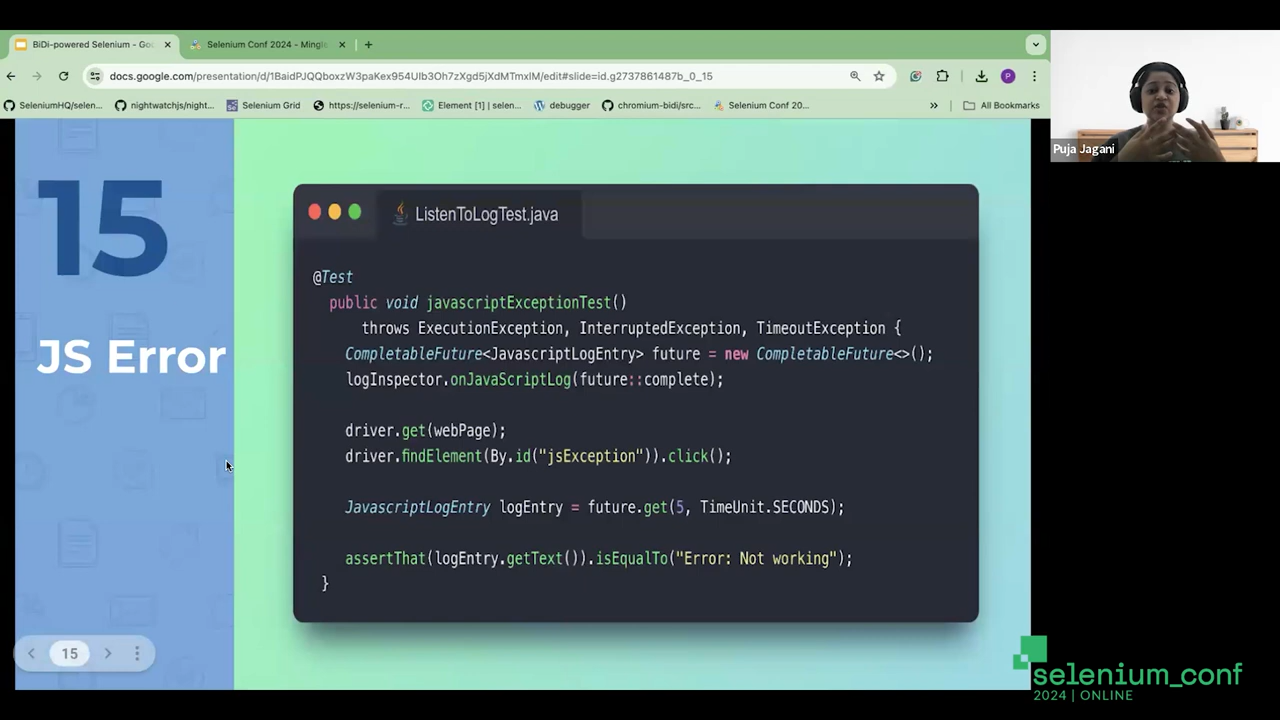 BiDi-powered Selenium - Goo
Selenium Conf 2024 - Mingle
docs.google.com/presentation/d/1BaidPJQQboxzW3paKex954UIb3Oh7zXgd5jXdMTmxIM/edit#slide=id.g2737861487b_0_15
P
SeleniumHQ/selen...
nightwatchjs/night...
Selenium Grid
https://selenium-r...
Element [1] | selen...
debugger
chromium-bidi/src...
Selenium Conf 20...
»
All Bookmarks
Puja Jagani
15
JS Error
ListenToLogTest.java
@Test
public void javascriptExceptionTest()
throws ExecutionException, InterruptedException, TimeoutException {
CompletableFuture<JavascriptLogEntry> future = new CompletableFuture<>();
logInspector.onJavaScriptLog(future::complete);
driver.get(webPage);
driver.findElement(By.id("jsException")).click();
JavascriptLogEntry logEntry = future.get(5, TimeUnit.SECONDS);
assertThat(logEntry.getText()).isEqualTo("Error: Not working");
}
15
selenium_conf
2024 | ONLINE